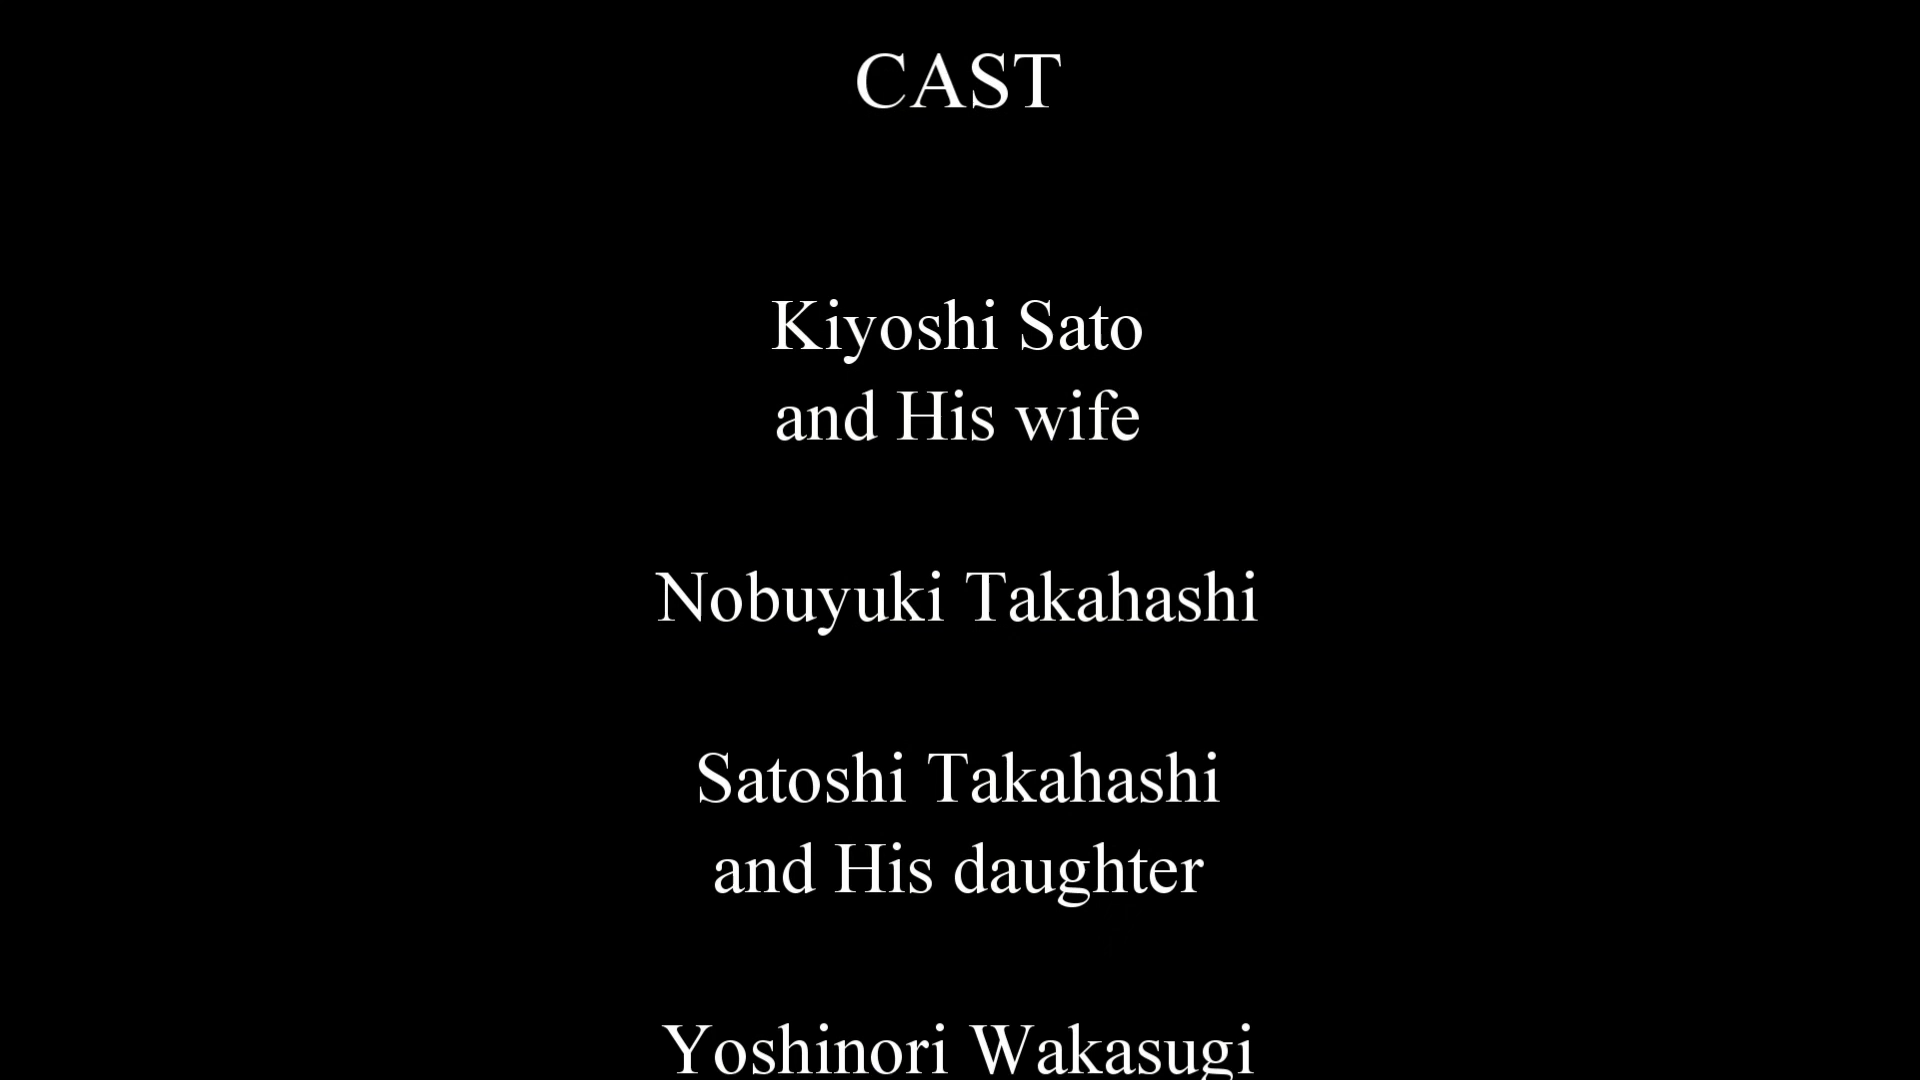 CAST
Kiyoshi Sato
and His wife
Nobuyuki Takahashi
Satoshi Takahashi
and His daughter
Yoshinori Wakasugi